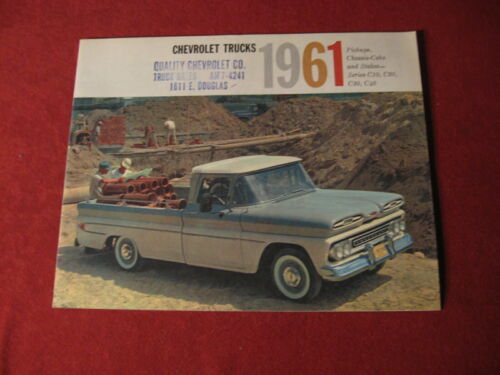 CHEVROLET TRUCKS
1961
QUALITY CHEVROLET CO.
TRUCK SALES AM 7-4241
1611 E. DOUGLAS
Pickups,
Chassis-Cabs
and Stakes—
Series C10, C20,
C30, C40